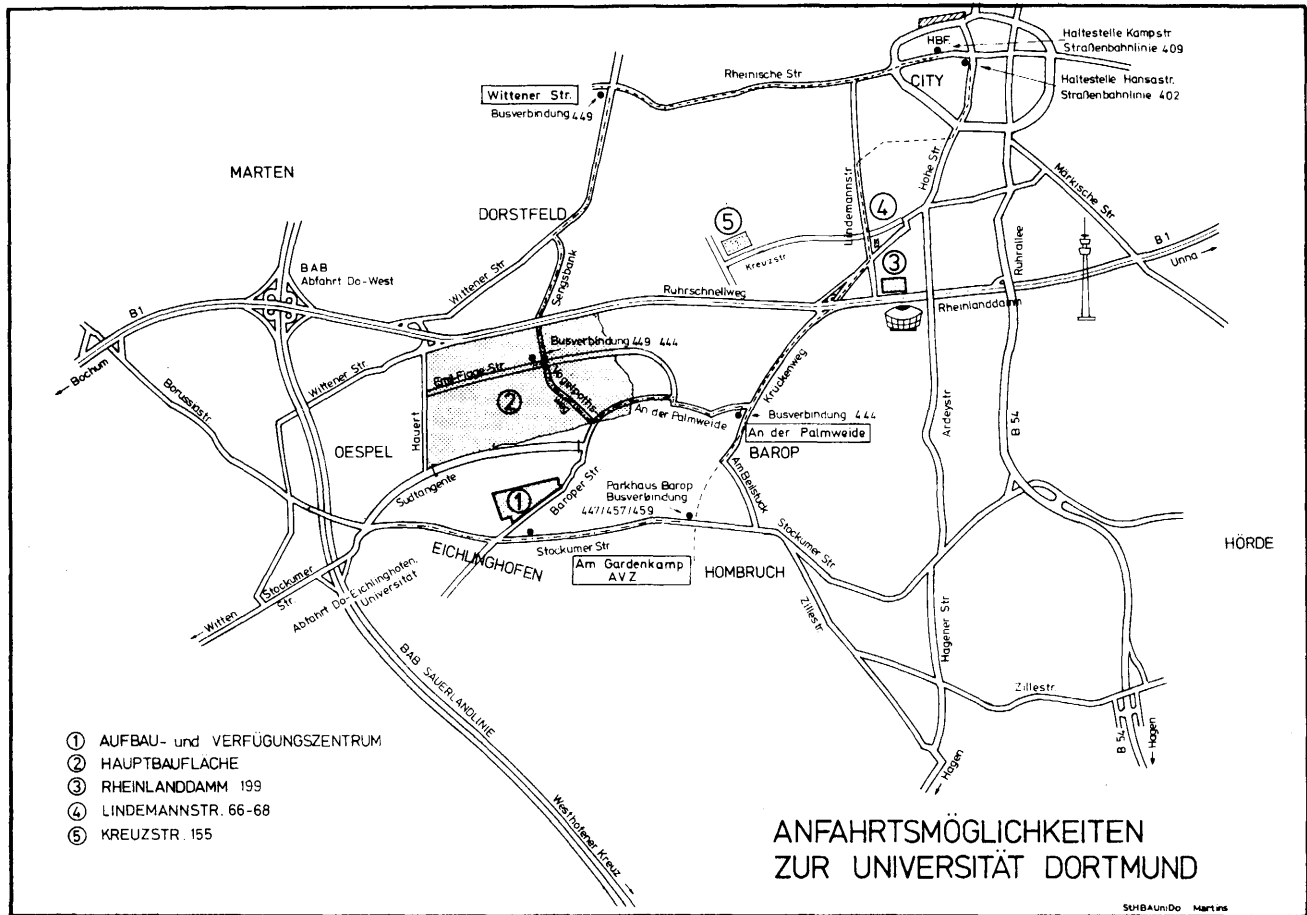 HBF.
Haltestelle Kampstr
Straßenbahnlinie 409
CITY
Haltestelle Hansastr.
Straßenbahnlinie 402
Rheinische Str
Wittener Str.
Busverbindung 449
MARTEN
DORSTFELD
Lindemannstr
Hohe Str
Märkische Str
④
⑤
Kreuzstr
③
Ruhrallee
B 1
Unna
BAB
Abfahrt Do-West
Wittener Str
Sengsbank
Ruhrschnellweg
Rheinlanddamm
B1
Bochum
Borussiastr
Wittener Str
Busverbindung 449 444
Emil-Figge-Str.
Vogelpoths-
weg
②
Krückenweg
An der Palmweide
Busverbindung 444
An der Palmweide
BAROP
Ardeystr
B 54
OESPEL
Hauert
Südtangente
①
Baroper Str.
Parkhaus Barop
Busverbindung
447/457/459
Am Beilstück
Stockumer Str
HÖRDE
EICHLINGHOFEN
Stockumer Str
Am Gardenkamp
AVZ
HOMBRUCH
Stockumer
Str.
Witten
Abfahrt Do-Eichlinghofen,
Universität
Zillestr.
Hagener Str
Zillestr.
BAB SAUERLANDLINIE
Westhofener Kreuz
Hagen
B 54
Hagen
① AUFBAU- und VERFÜGUNGSZENTRUM
② HAUPTBAUFLÄCHE
③ RHEINLANDDAMM 199
④ LINDEMANNSTR. 66-68
⑤ KREUZSTR. 155
ANFAHRTSMÖGLICHKEITEN
ZUR UNIVERSITÄT DORTMUND
StHBAUniDo Martins